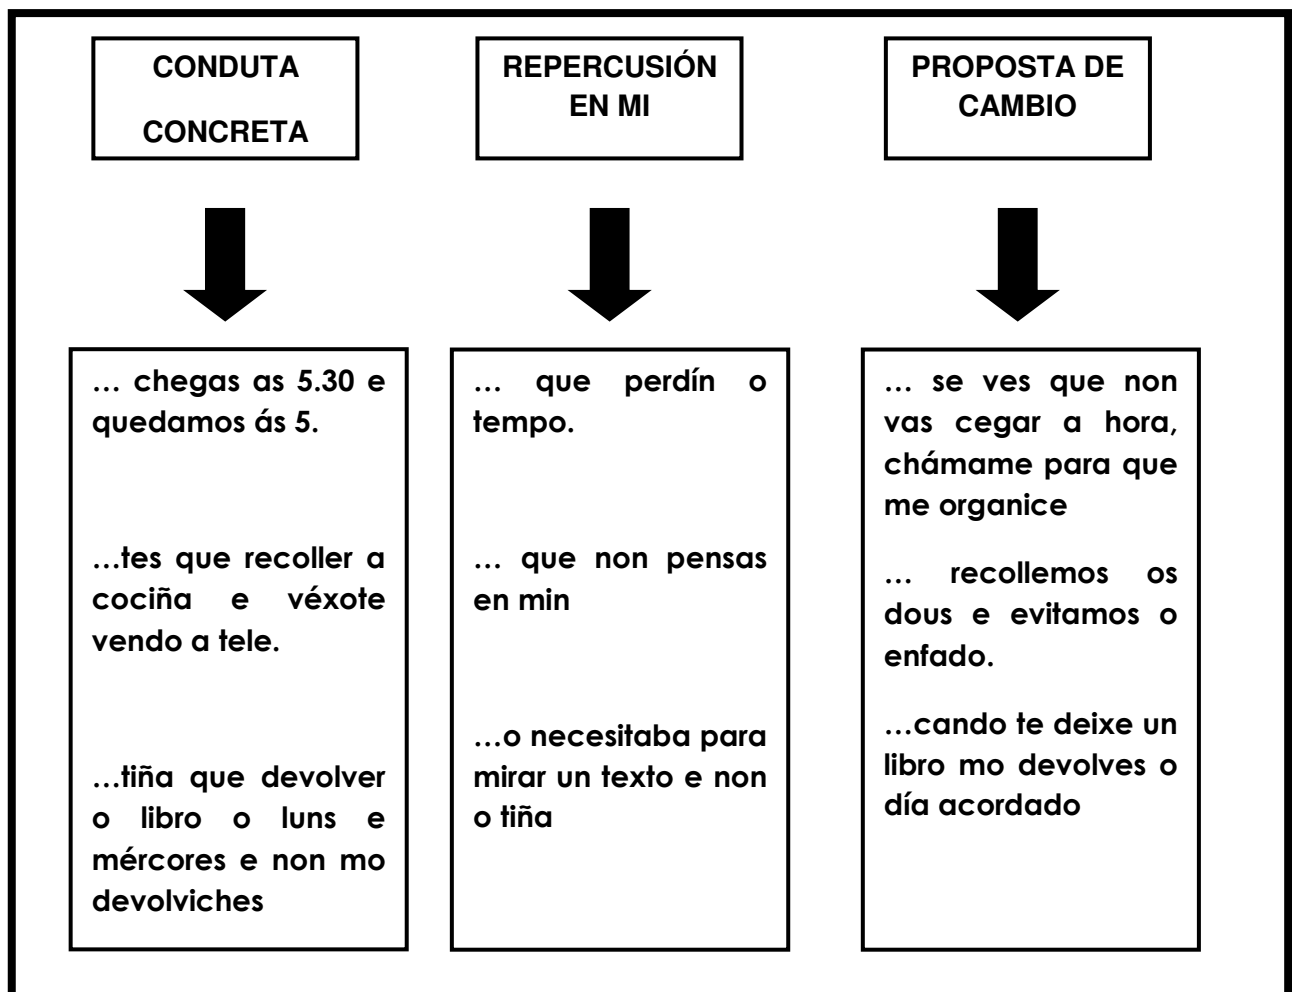 CONDUTA
CONCRETA
REPERCUSIÓN
EN MI
PROPOSTA DE
CAMBIO
… chegas as 5.30 e
quedamos ás 5.
…tes que recoller a
cociña e véxote
vendo a tele.
…tiña que devolver
o libro o luns e
mércores e non mo
devolviches
… que perdín o
tempo.
… que non pensas
en min
…o necesitaba para
mirar un texto e non
o tiña
… se ves que non
vas cegar a hora,
chámame para que
me organice
… recollemos os
dous e evitamos o
enfado.
…cando te deixe un
libro mo devolves o
día acordado